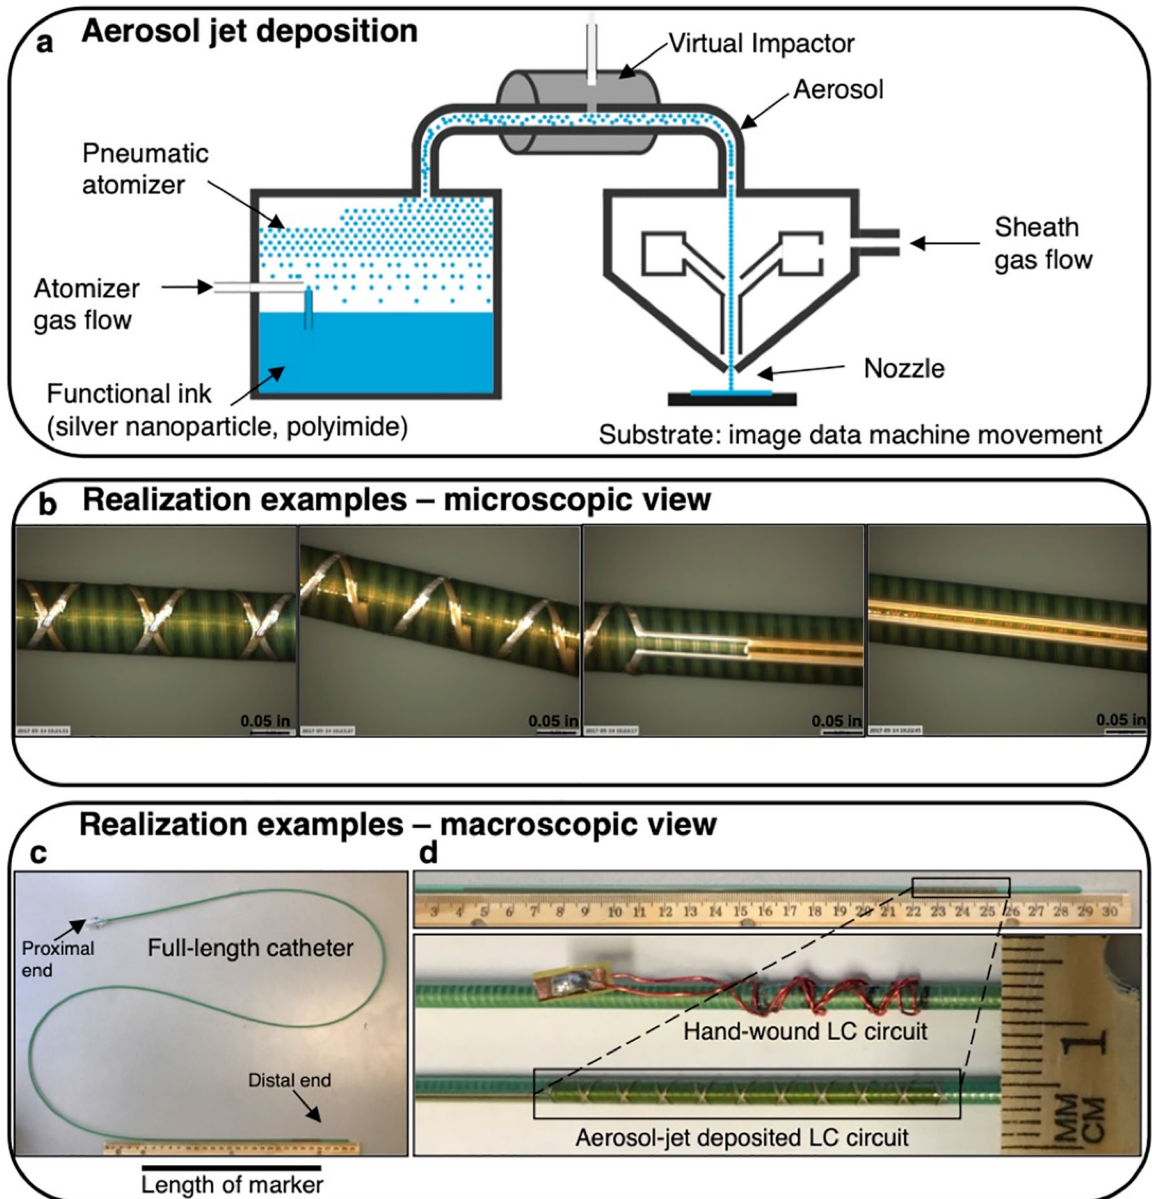 a Aerosol jet deposition
Virtual Impactor
Aerosol
Pneumatic
atomizer
Sheath
gas flow
Atomizer
gas flow
Nozzle
Functional ink
(silver nanoparticle, polyimide)
Substrate: image data machine movement
b Realization examples – microscopic view
0.05 in
0.05 in
0.05 in
0.05 in
Realization examples – macroscopic view
c
d
3 4 5 6 7 8 9 10 11 12 13 14 15 16 17 18 19 20 21 22 23 24 25 26 27 28 29 30
Proximal
end
Full-length catheter
Hand-wound LC circuit
1
Distal end
MM
CM
Aerosol-jet deposited LC circuit
Length of marker